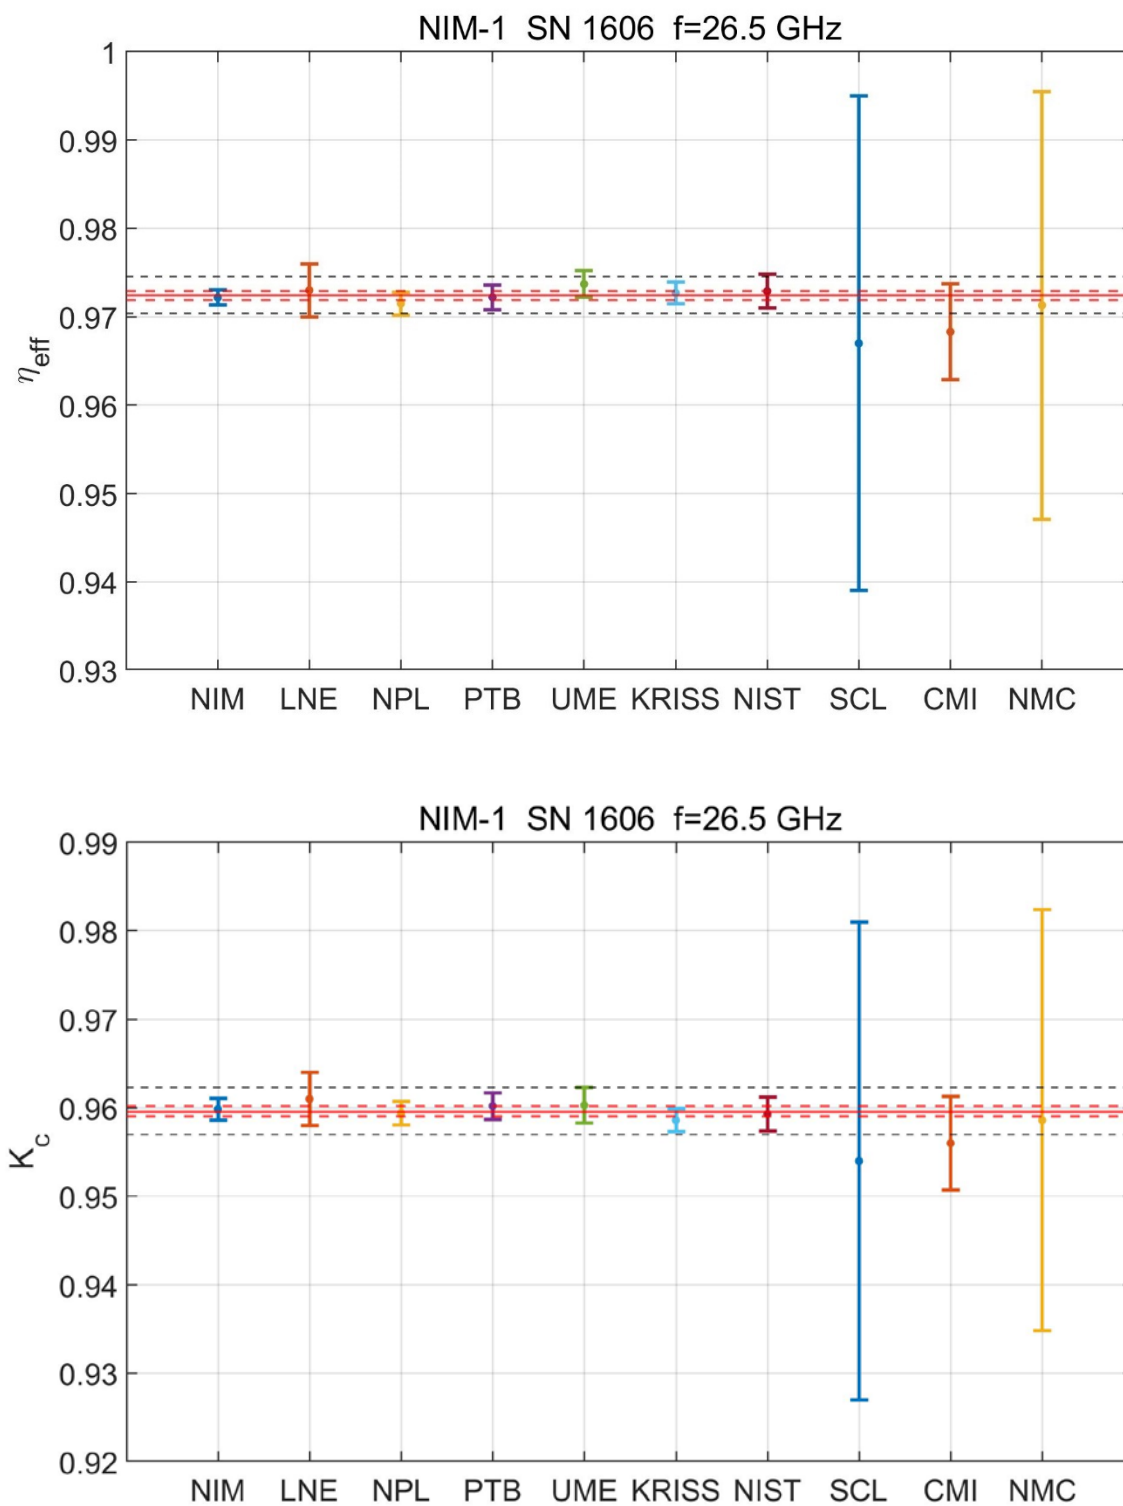 NIM-1 SN 1606 f=26.5 GHz
1
0.99
0.98
0.97
0.96
0.95
0.94
0.93
ηeff
NIM LNE NPL PTB UME KRISS NIST SCL CMI NMC
NIM-1 SN 1606 f=26.5 GHz
0.99
0.98
0.97
0.96
0.95
0.94
0.93
0.92
Kc
NIM LNE NPL PTB UME KRISS NIST SCL CMI NMC